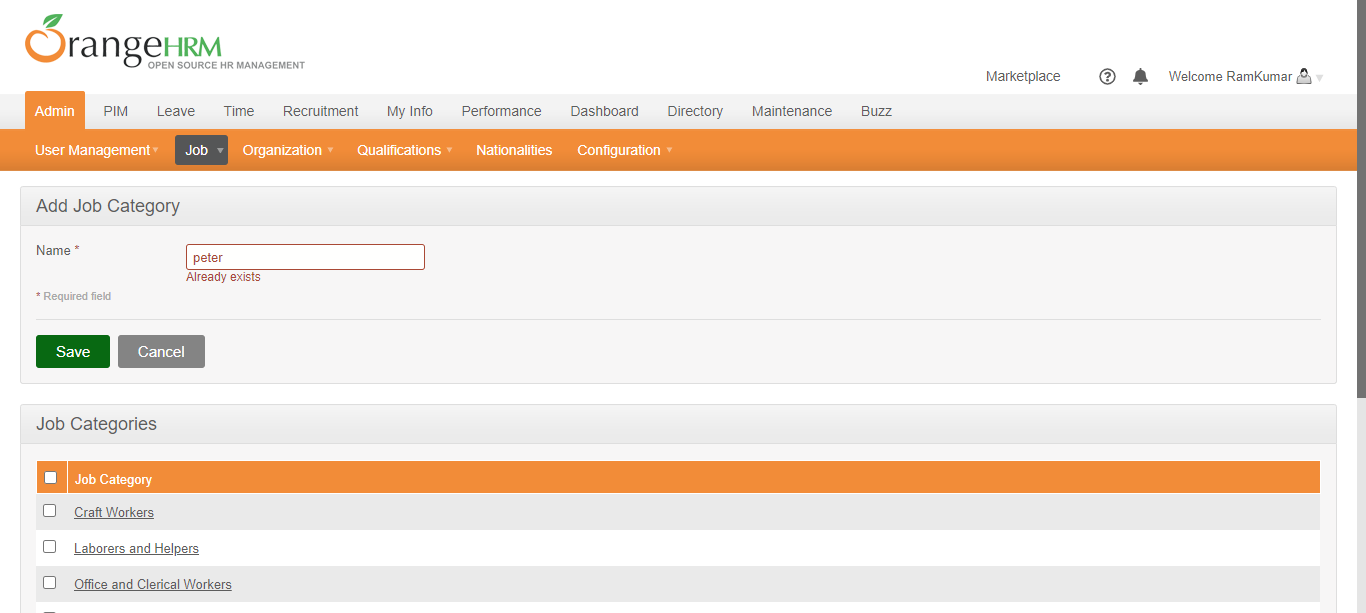 OrangeHRM
OPEN SOURCE HR MANAGEMENT
Marketplace ? Welcome RamKumar
Admin PIM Leave Time Recruitment My Info Performance Dashboard Directory Maintenance Buzz
User Management Job Organization Qualifications Nationalities Configuration
Add Job Category
Name * peter
Already exists
* Required field
Save Cancel
Job Categories
Job Category
Craft Workers
Laborers and Helpers
Office and Clerical Workers